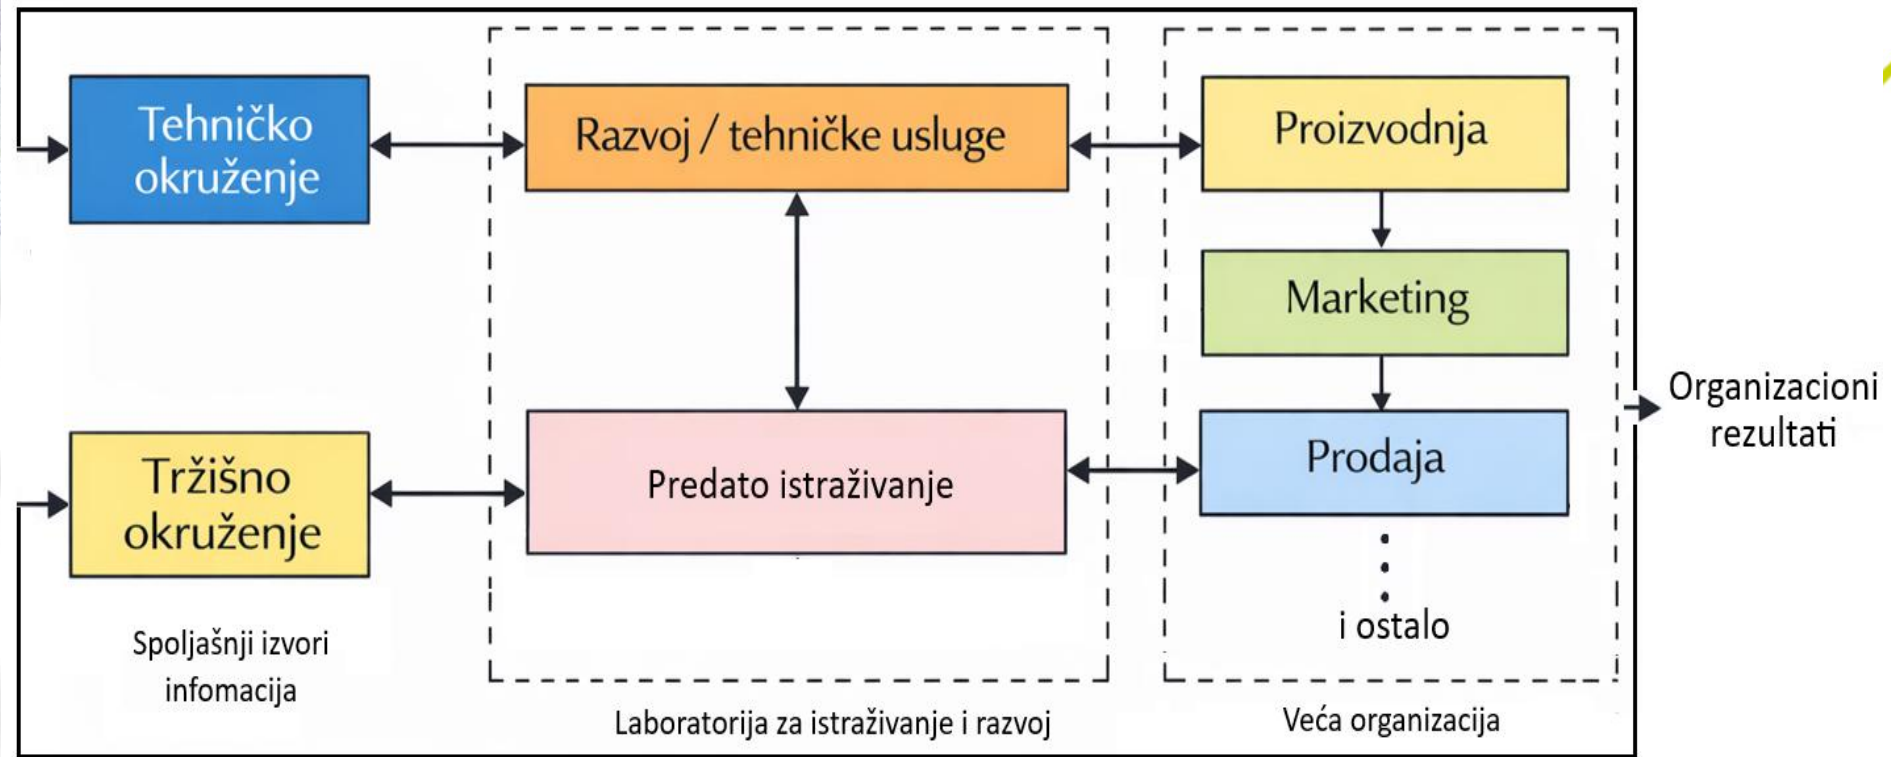 Tehničko
okruženje
Razvoj / tehničke usluge
Proizvodnja
Marketing
Tržišno
okruženje
Predato istraživanje
Prodaja
i ostalo
Organizacioni
rezultati
Spoljašnji izvori
infomacija
Laboratorija za istraživanje i razvoj
Veća organizacija